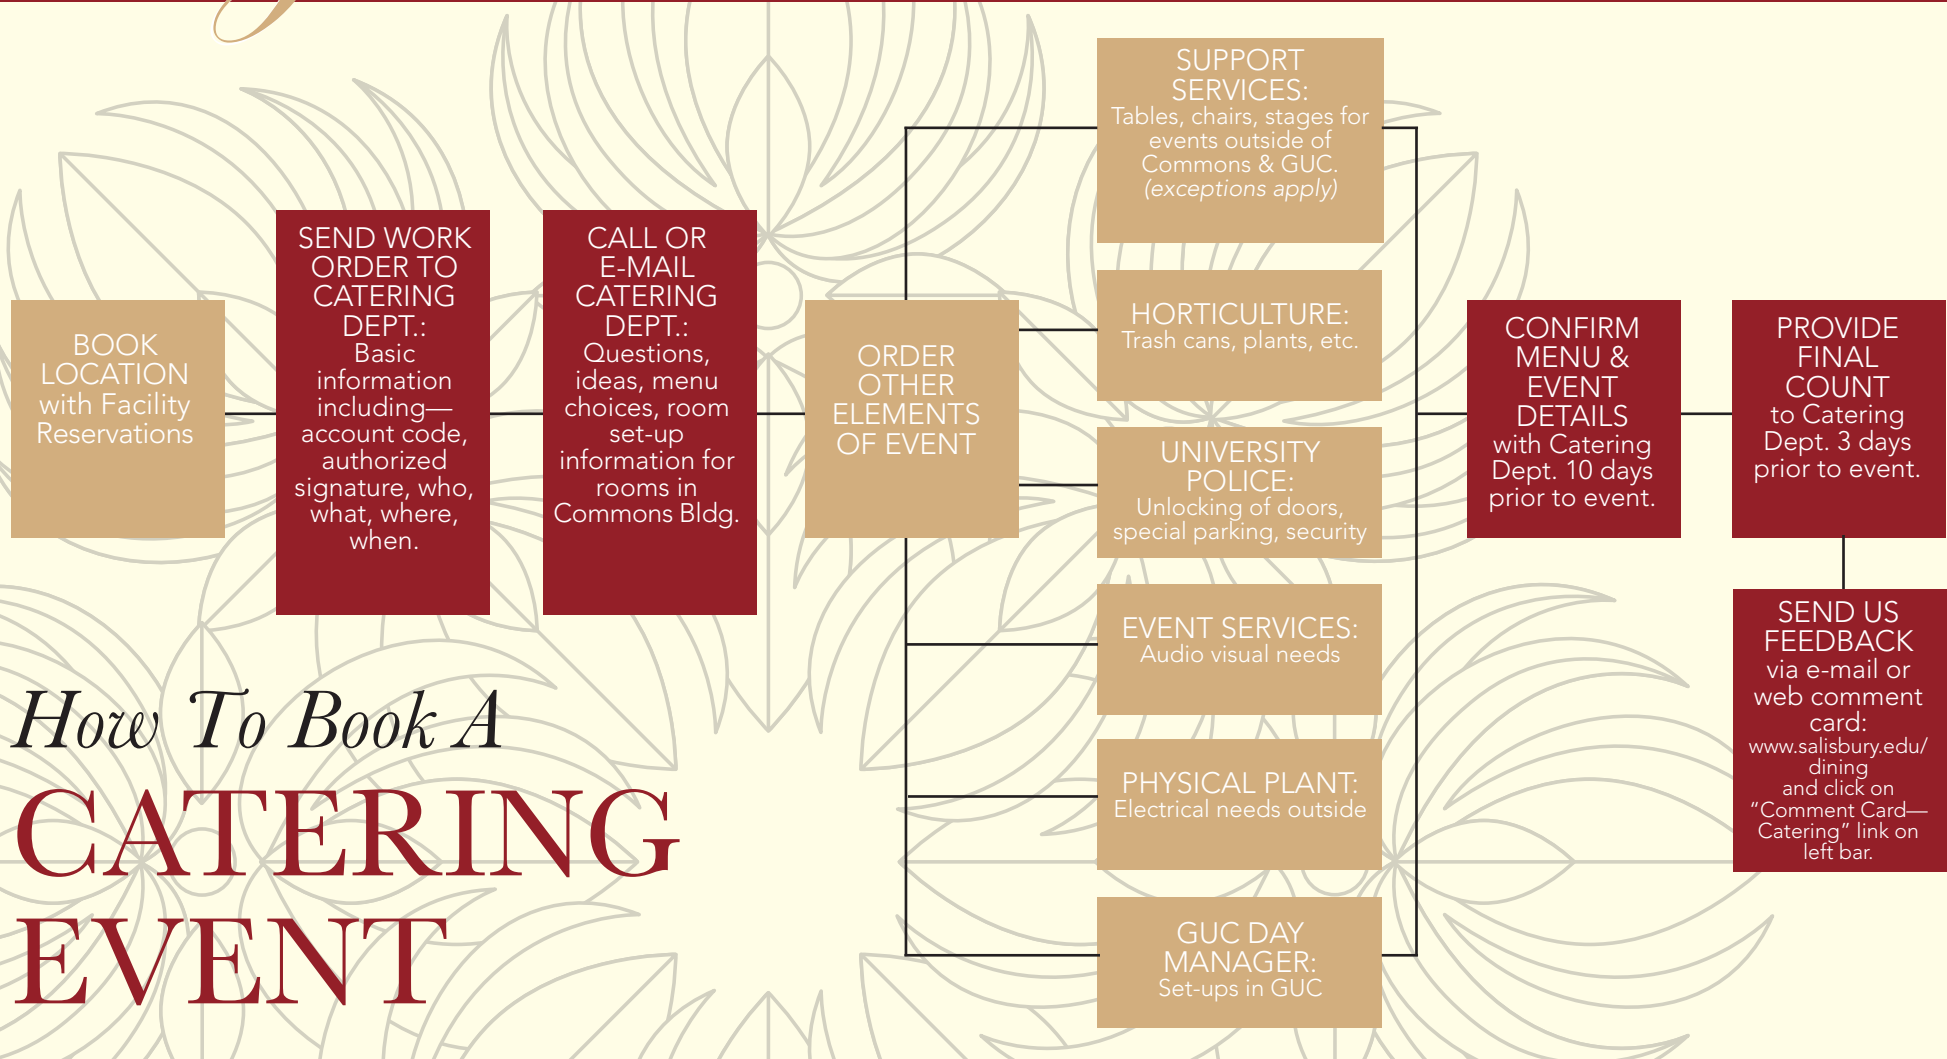 BOOK
LOCATION
with Facility
Reservations
SEND WORK
ORDER TO
CATERING
DEPT.:
Basic
information
including—
account code,
authorized
signature, who,
what, where,
when.
CALL OR
E-MAIL
CATERING
DEPT.:
Questions,
ideas, menu
choices, room
set-up
information for
rooms in
Commons Bldg.
ORDER
OTHER
ELEMENTS
OF EVENT
SUPPORT
SERVICES:
Tables, chairs, stages for
events outside of
Commons & GUC.
(exceptions apply)
HORTICULTURE:
Trash cans, plants, etc.
UNIVERSITY
POLICE:
Unlocking of doors,
special parking, security
EVENT SERVICES:
Audio visual needs
PHYSICAL PLANT:
Electrical needs outside
GUC DAY
MANAGER:
Set-ups in GUC
CONFIRM
MENU &
EVENT
DETAILS
with Catering
Dept. 10 days
prior to event.
PROVIDE
FINAL
COUNT
to Catering
Dept. 3 days
prior to event.
SEND US
FEEDBACK
via e-mail or
web comment
card:
www.salisbury.edu/
dining
and click on
“Comment Card—
Catering” link on
left bar.
How To Book A
CATERING
EVENT